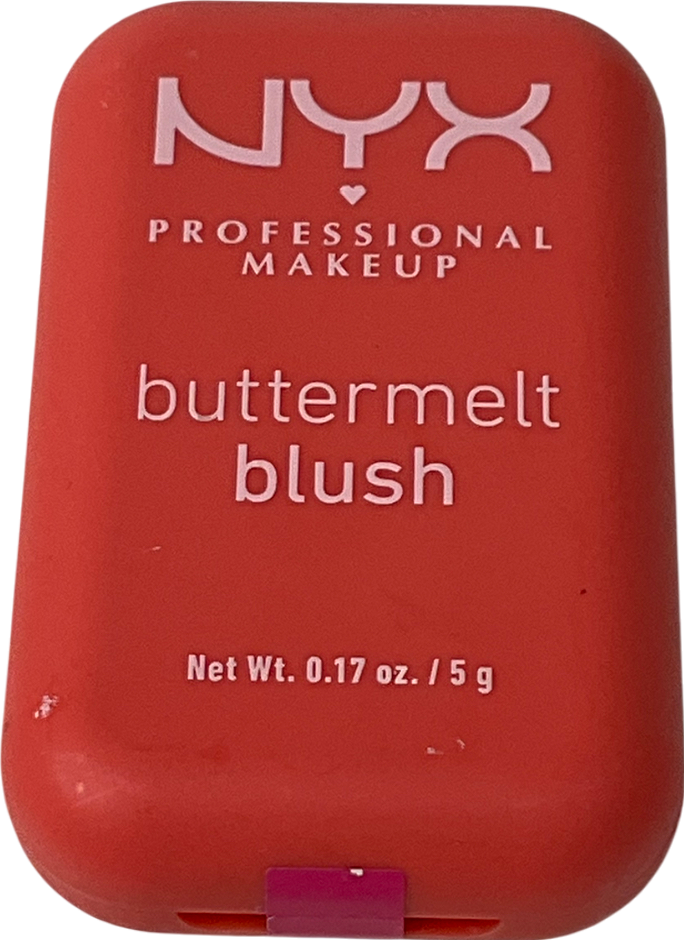 NYX
PROFESSIONAL
MAKEUP
buttermelt
blush
Net Wt. 0.17 oz. / 5 g